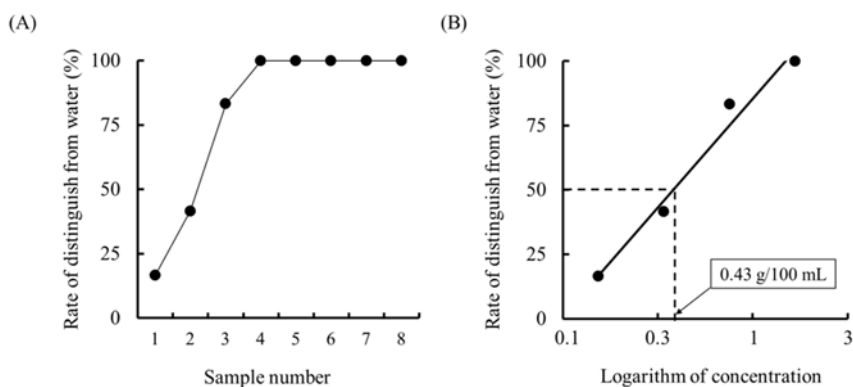 (A)
Rate of distinguish from water (%)
100
75
50
25
0
1 2 3 4 5 6 7 8
Sample number
(B)
Rate of distinguish from water (%)
100
75
50
25
0
0.43 g/100 mL
0.1 0.3 1 3
Logarithm of concentration